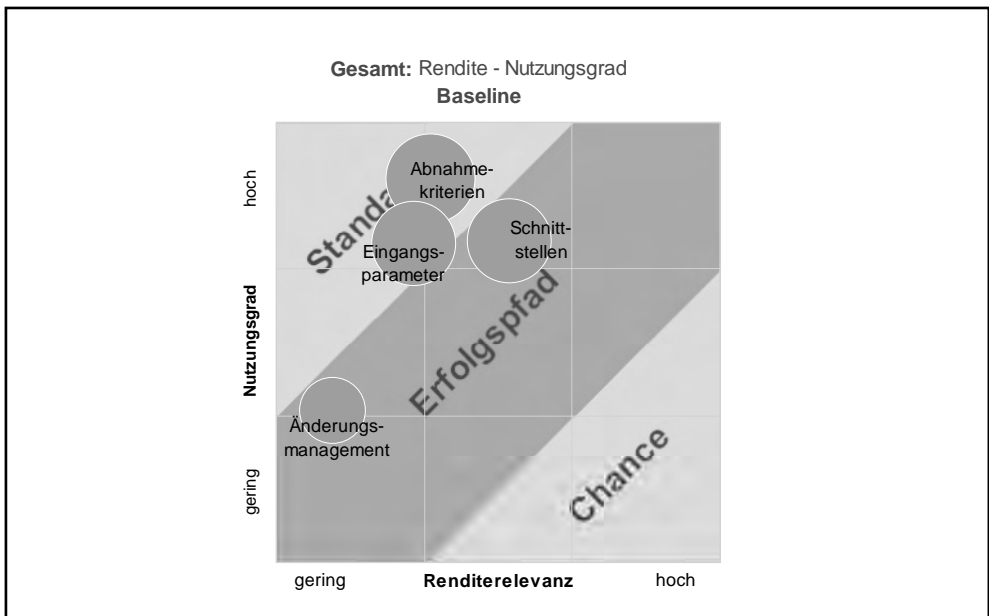 Gesamt: Rendite - Nutzungsgrad
Baseline
hoch
Nutzungsgrad
gering
Abnahme-
kriterien
Standa
Eingangs-
parameter
Schnitt-
stellen
Erfolgspfad
Änderungs-
management
Chance
gering
Renditerelevanz
hoch